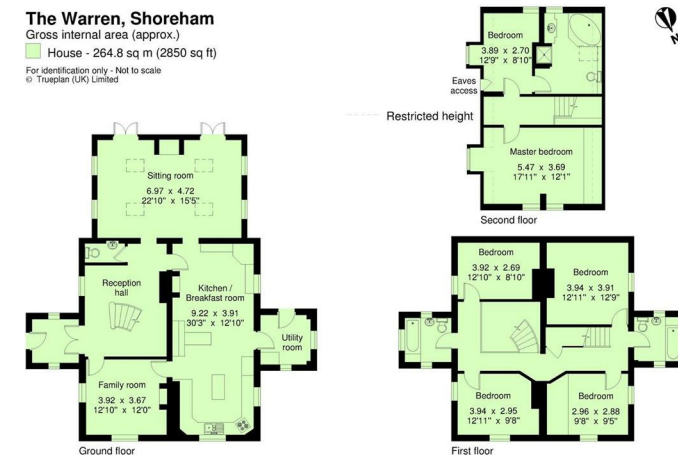 The Warren, Shoreham
Gross internal area (approx.)
House - 264.8 sq m (2850 sq ft)
For identification only - Not to scale
© Trueplan (UK) Limited
N
Bedroom
3.89 x 2.70
12'9" x 8'10"
Eaves
access
Restricted height
Master bedroom
5.47 x 3.69
17'11" x 12'1"
Second floor
Sitting room
6.97 x 4.72
22'10" x 15'5"
Reception
hall
Kitchen /
Breakfast room
9.22 x 3.91
30'3" x 12'10"
Utility
room
Family room
3.92 x 3.67
12'10" x 12'0"
Ground floor
Bedroom
3.92 x 2.69
12'10" x 8'10"
Bedroom
3.94 x 3.91
12'11" x 12'9"
Bedroom
3.94 x 2.95
12'11" x 9'8"
Bedroom
2.96 x 2.88
9'8" x 9'5"
First floor